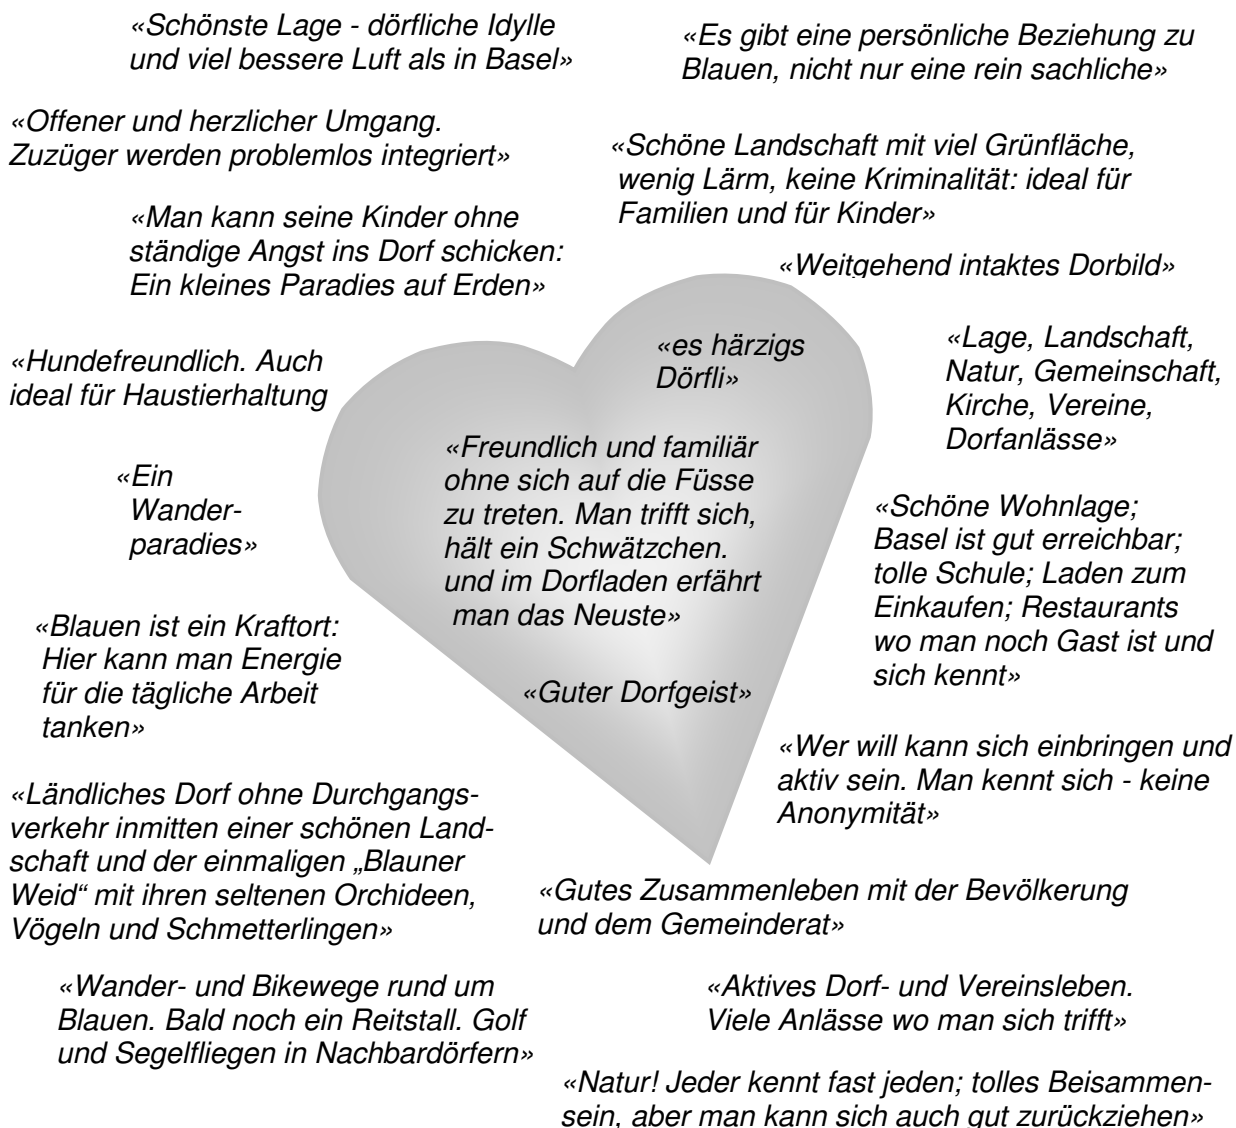 «Schönste Lage - dörfliche Idylle
und viel bessere Luft als in Basel»
«Es gibt eine persönliche Beziehung zu
Blauen, nicht nur eine rein sachliche»
«Offener und herzlicher Umgang.
Zuzüger werden problemlos integriert»
«Schöne Landschaft mit viel Grünfläche,
wenig Lärm, keine Kriminalität: ideal für
Familien und für Kinder»
«Man kann seine Kinder ohne
ständige Angst ins Dorf schicken:
Ein kleines Paradies auf Erden»
«Weitgehend intaktes Dorbild»
«es härzigs
Dörfli»
«Lage, Landschaft,
Natur, Gemeinschaft,
Kirche, Vereine,
Dorfanlässe»
«Hundefreundlich. Auch
ideal für Haustierhaltung
«Freundlich und familiär
ohne sich auf die Füsse
zu treten. Man trifft sich,
hält ein Schwätzchen.
und im Dorfladen erfährt
man das Neuste»
«Ein
Wander-
paradies»
«Schöne Wohnlage;
Basel ist gut erreichbar;
tolle Schule; Laden zum
Einkaufen; Restaurants
wo man noch Gast ist und
sich kennt»
«Blauen ist ein Kraftort:
Hier kann man Energie
für die tägliche Arbeit
tanken»
«Guter Dorfgeist»
«Wer will kann sich einbringen und
aktiv sein. Man kennt sich - keine
Anonymität»
«Ländliches Dorf ohne Durchgangs-
verkehr inmitten einer schönen Land-
schaft und der einmaligen „Blauner
Weid“ mit ihren seltenen Orchideen,
Vögeln und Schmetterlingen»
«Gutes Zusammenleben mit der Bevölkerung
und dem Gemeinderat»
«Wander- und Bikewege rund um
Blauen. Bald noch ein Reitstall. Golf
und Segelfliegen in Nachbardörfern»
«Aktives Dorf- und Vereinsleben.
Viele Anlässe wo man sich trifft»
«Natur! Jeder kennt fast jeden; tolles Beisammen-
sein, aber man kann sich auch gut zurückziehen»